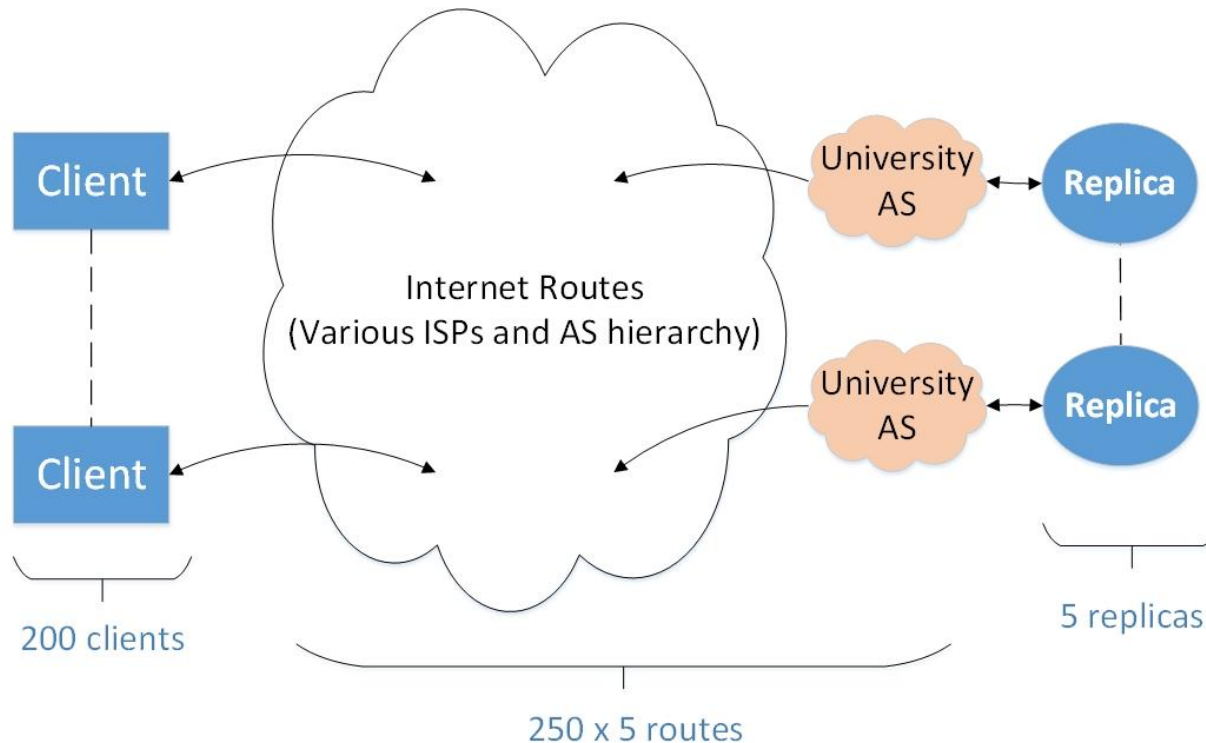 Client
University
AS
Replica
Internet Routes
(Various ISPs and AS hierarchy)
Client
University
AS
Replica
200 clients
5 replicas
250 x 5 routes